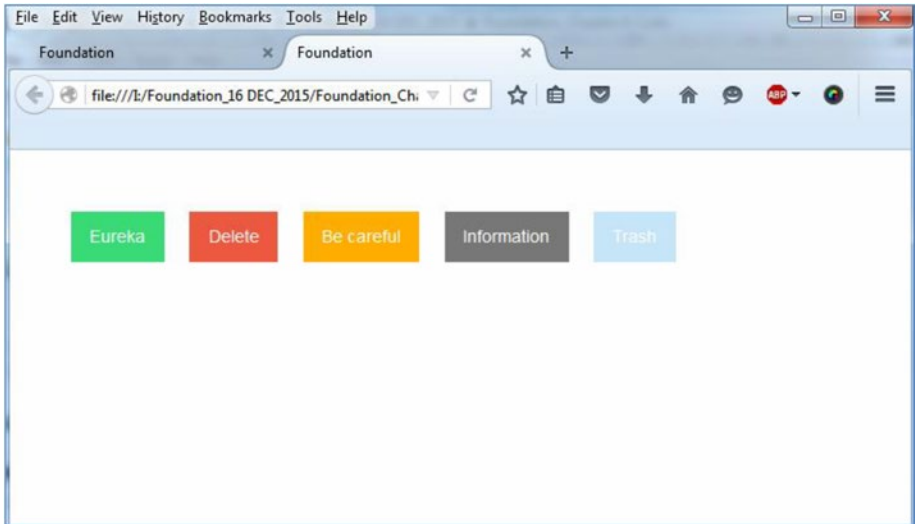 File Edit View History Bookmarks Tools Help
Foundation Foundation
file:///I:/Foundation_16 DEC_2015/Foundation_Ch
ABP
Eureka Delete Be careful Information Trash